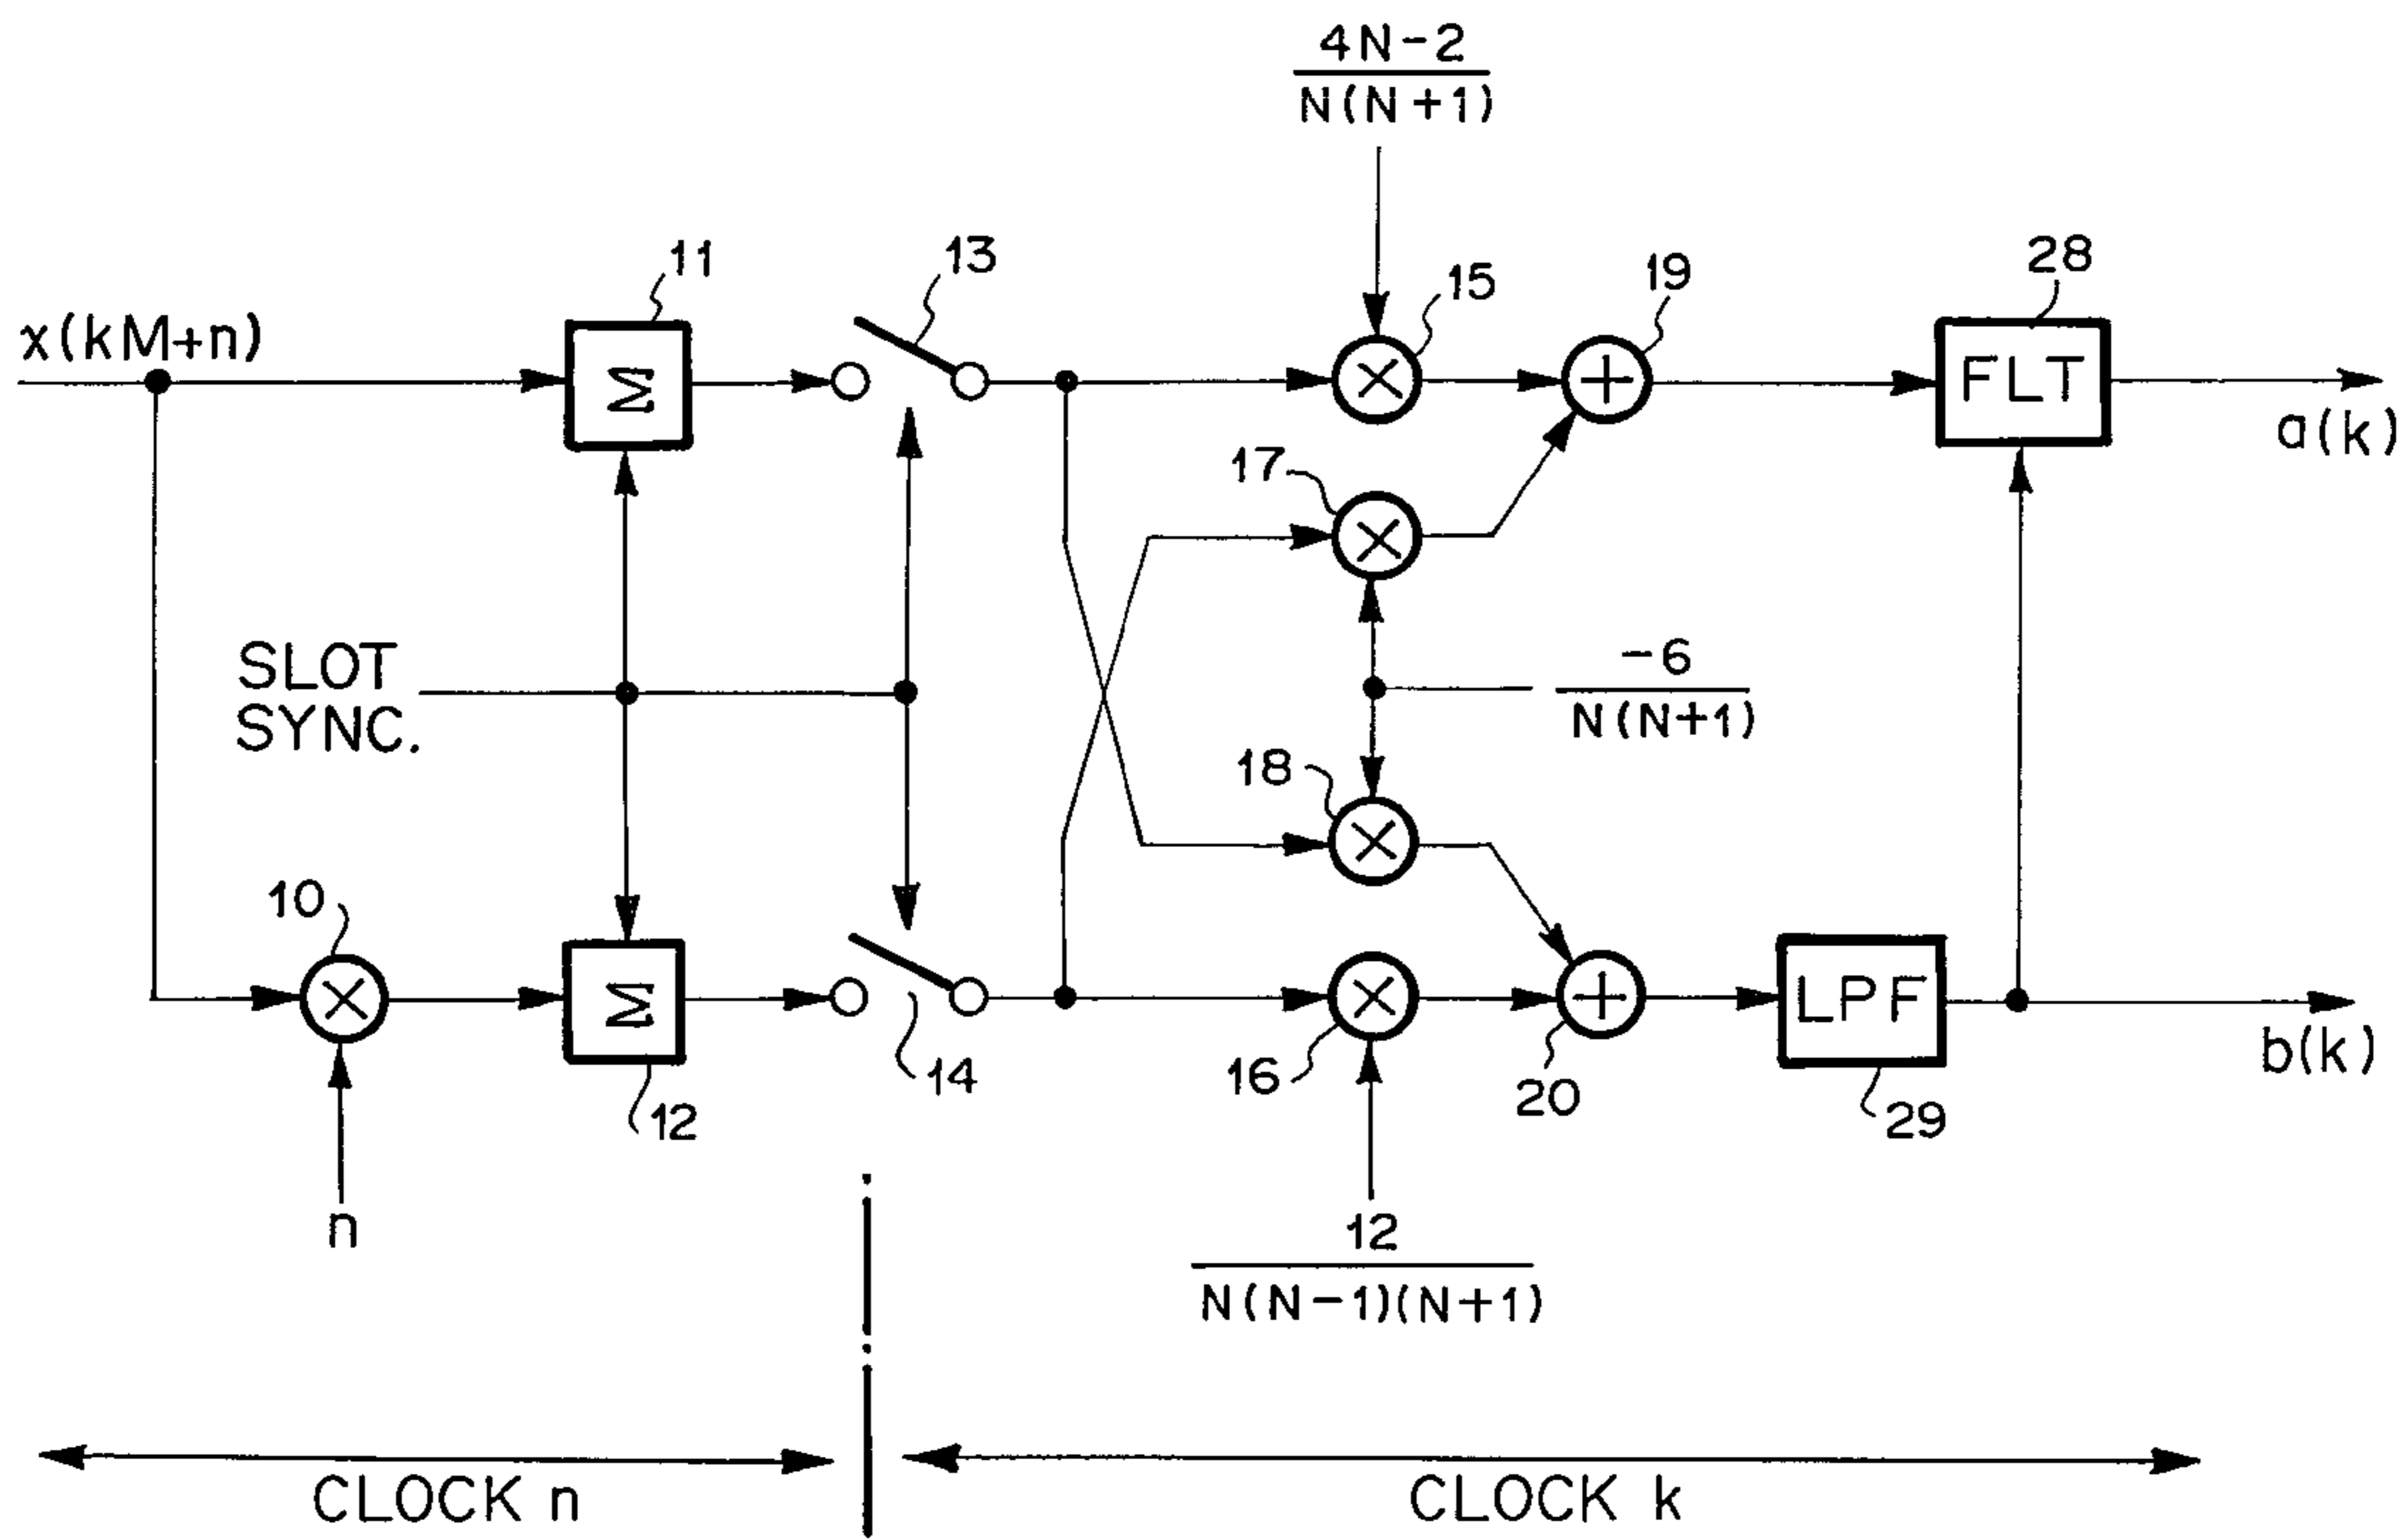 4N-2
N(N+1)
11
13
15
19
28
x(kM+n)
Σ
×
+
FLT
a(k)
17
×
SLOT
SYNC.
-6
N(N+1)
18
×
10
×
Σ
×
+
LPF
b(k)
14
16
20
12
29
n
12
N(N-1)(N+1)
CLOCK n
CLOCK k